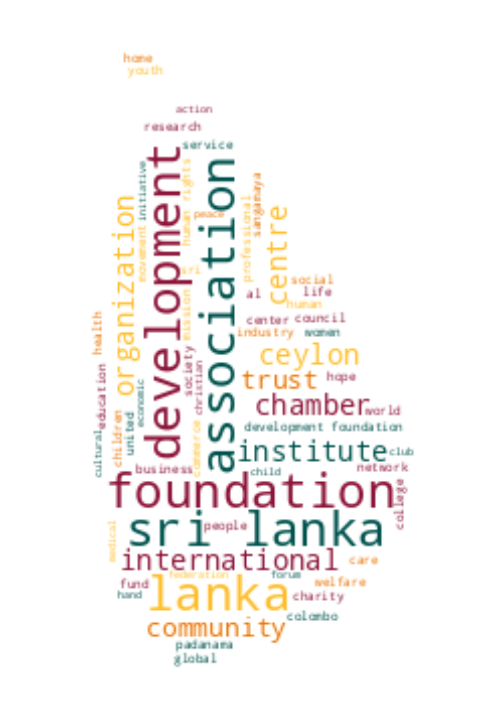 home
youth
action
research
service
development
association
initiative
human rights
organization
movement
peace
sri
mission
professional
sangamaya
centre
social
al
life
human
center
council
industry
women
health
education
cultural
children
united
economic
society
christian
commerce
ceylon
trust
hope
chamber
world
development foundation
institute
club
business
child
network
foundation
college
sri lanka
people
medical
international
care
federation
forum
fund
welfare
hand
lanka
charity
colombo
community
padanama
global